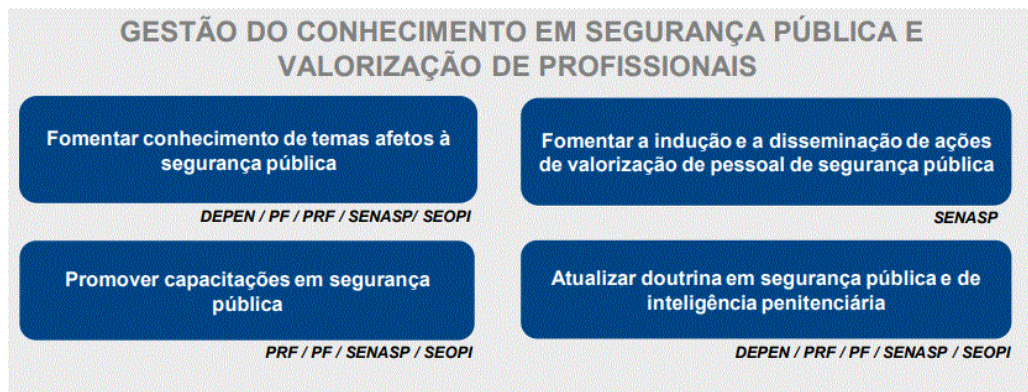 GESTÃO DO CONHECIMENTO EM SEGURANÇA PÚBLICA E
VALORIZAÇÃO DE PROFISSIONAIS
Fomentar conhecimento de temas afetos à
segurança pública
DEPEN / PF / PRF / SENASP/ SEOPI
Fomentar a indução e a disseminação de ações
de valorização de pessoal de segurança pública
SENASP
Promover capacitações em segurança
pública
PRF / PF / SENASP / SEOPI
Atualizar doutrina em segurança pública e de
inteligência penitenciária
DEPEN / PRF / PF / SENASP / SEOPI